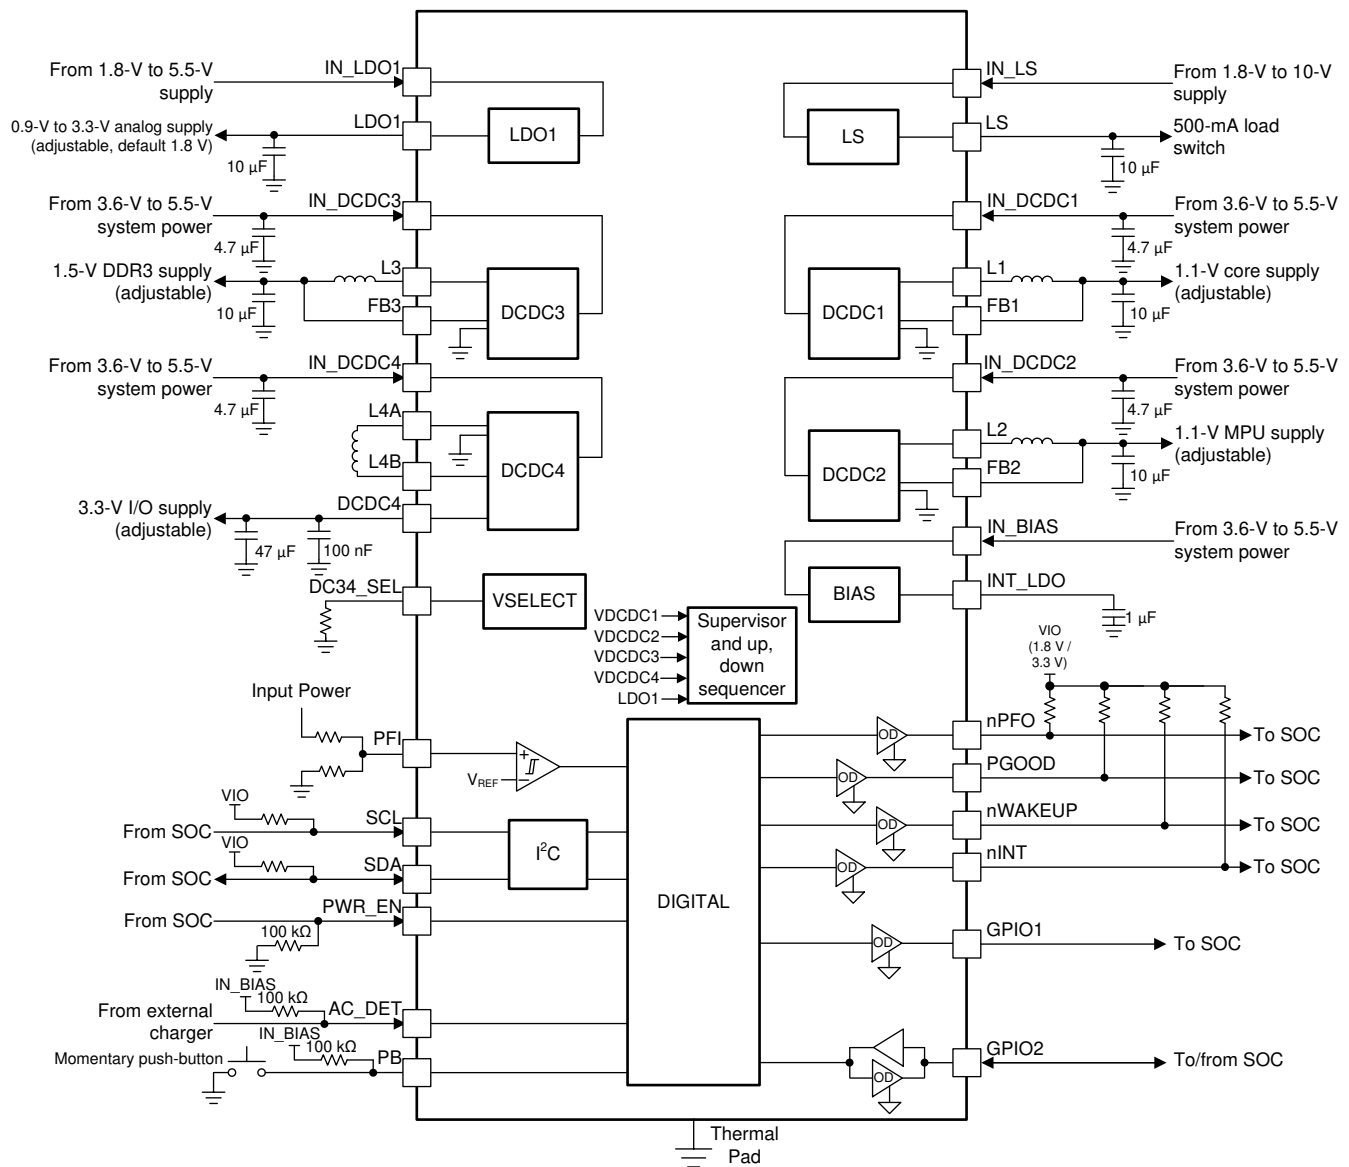 From 1.8-V to 5.5-V
supply
IN_LDO1
0.9-V to 3.3-V analog supply
(adjustable, default 1.8 V)
LDO1
10 µF
LDO1
From 3.6-V to 5.5-V
system power
IN_DCDC3
4.7 µF
1.5-V DDR3 supply
(adjustable)
L3
10 µF
FB3
DCDC3
From 3.6-V to 5.5-V
system power
IN_DCDC4
4.7 µF
L4A
L4B
DCDC4
3.3-V I/O supply
(adjustable)
DCDC4
47 µF
100 nF
DC34_SEL
VSELECT
IN_LS
From 1.8-V to 10-V
supply
LS
LS
500-mA load
switch
10 µF
IN_DCDC1
From 3.6-V to 5.5-V
system power
4.7 µF
L1
1.1-V core supply
(adjustable)
DCDC1
FB1
10 µF
IN_DCDC2
From 3.6-V to 5.5-V
system power
4.7 µF
L2
1.1-V MPU supply
(adjustable)
DCDC2
FB2
10 µF
IN_BIAS
From 3.6-V to 5.5-V
system power
BIAS
INT_LDO
1 µF
VDCDC1
VDCDC2
VDCDC3
VDCDC4
LDO1
Supervisor
and up,
down
sequencer
VIO
(1.8 V /
3.3 V)
Input Power
PFI
+
–
VREF
VIO
From SOC
SCL
VIO
From SOC
SDA
I²C
From SOC
PWR_EN
100 kΩ
IN_BIAS
100 kΩ
From external
charger
AC_DET
IN_BIAS
100 kΩ
Momentary push-button
PB
DIGITAL
OD
nPFO
To SOC
OD
PGOOD
To SOC
OD
nWAKEUP
To SOC
OD
nINT
To SOC
OD
GPIO1
To SOC
OD
GPIO2
To/from SOC
Thermal
Pad